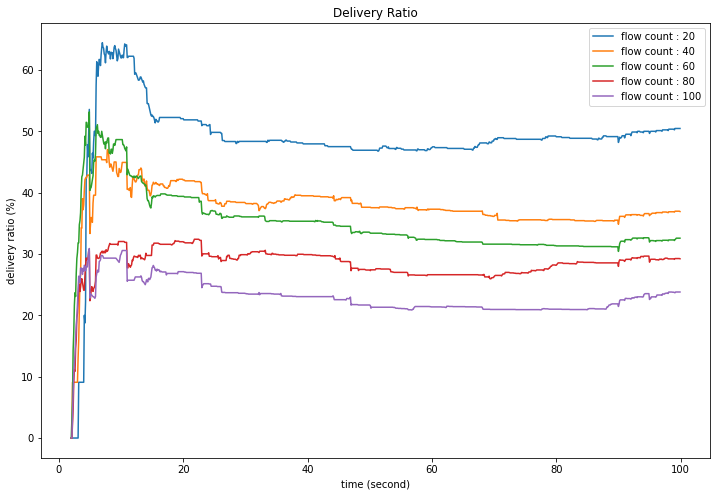 Delivery Ratio
flow count : 20
flow count : 40
flow count : 60
flow count : 80
flow count : 100
delivery ratio (%)
60
50
40
30
20
10
0
0 20 40 60 80 100
time (second)